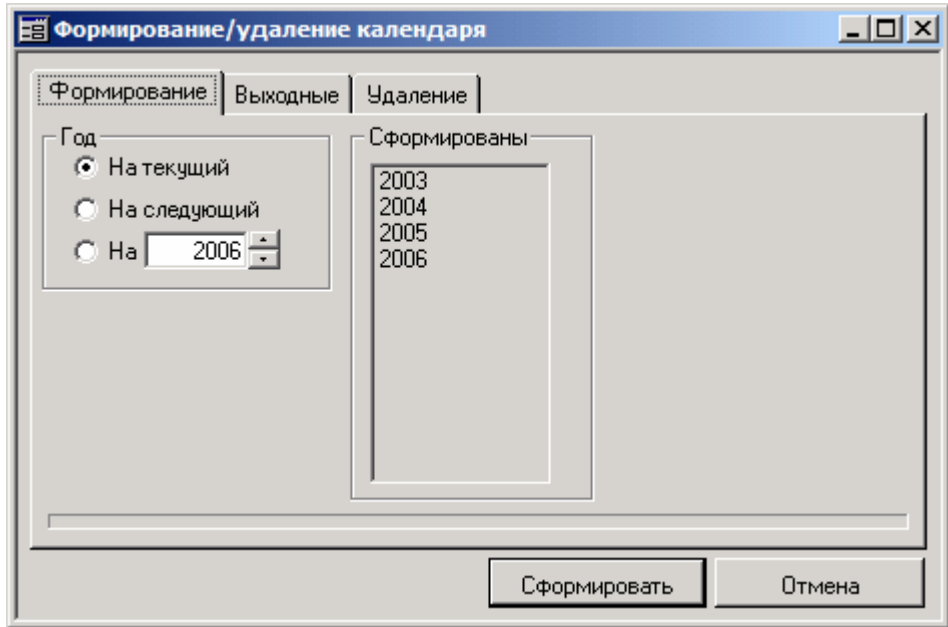 Формирование/удаление календаря
Формирование Выходные Удаление
Год
На текущий
На следующий
На 2006
Сформированы
2003
2004
2005
2006
Сформировать Отмена